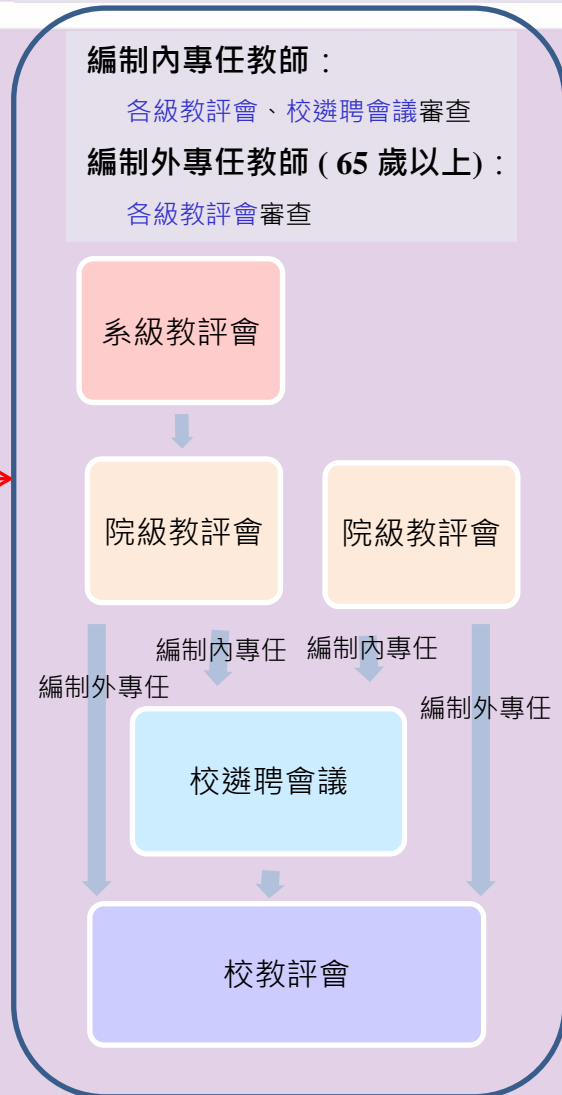 編制內專任教師：
各級教評會、校遴聘會議審查
編制外專任教師 ( 65 歲以上)：
各級教評會審查
系級教評會
院級教評會
院級教評會
編制內專任
編制內專任
編制外專任
編制外專任
校遴聘會議
校教評會